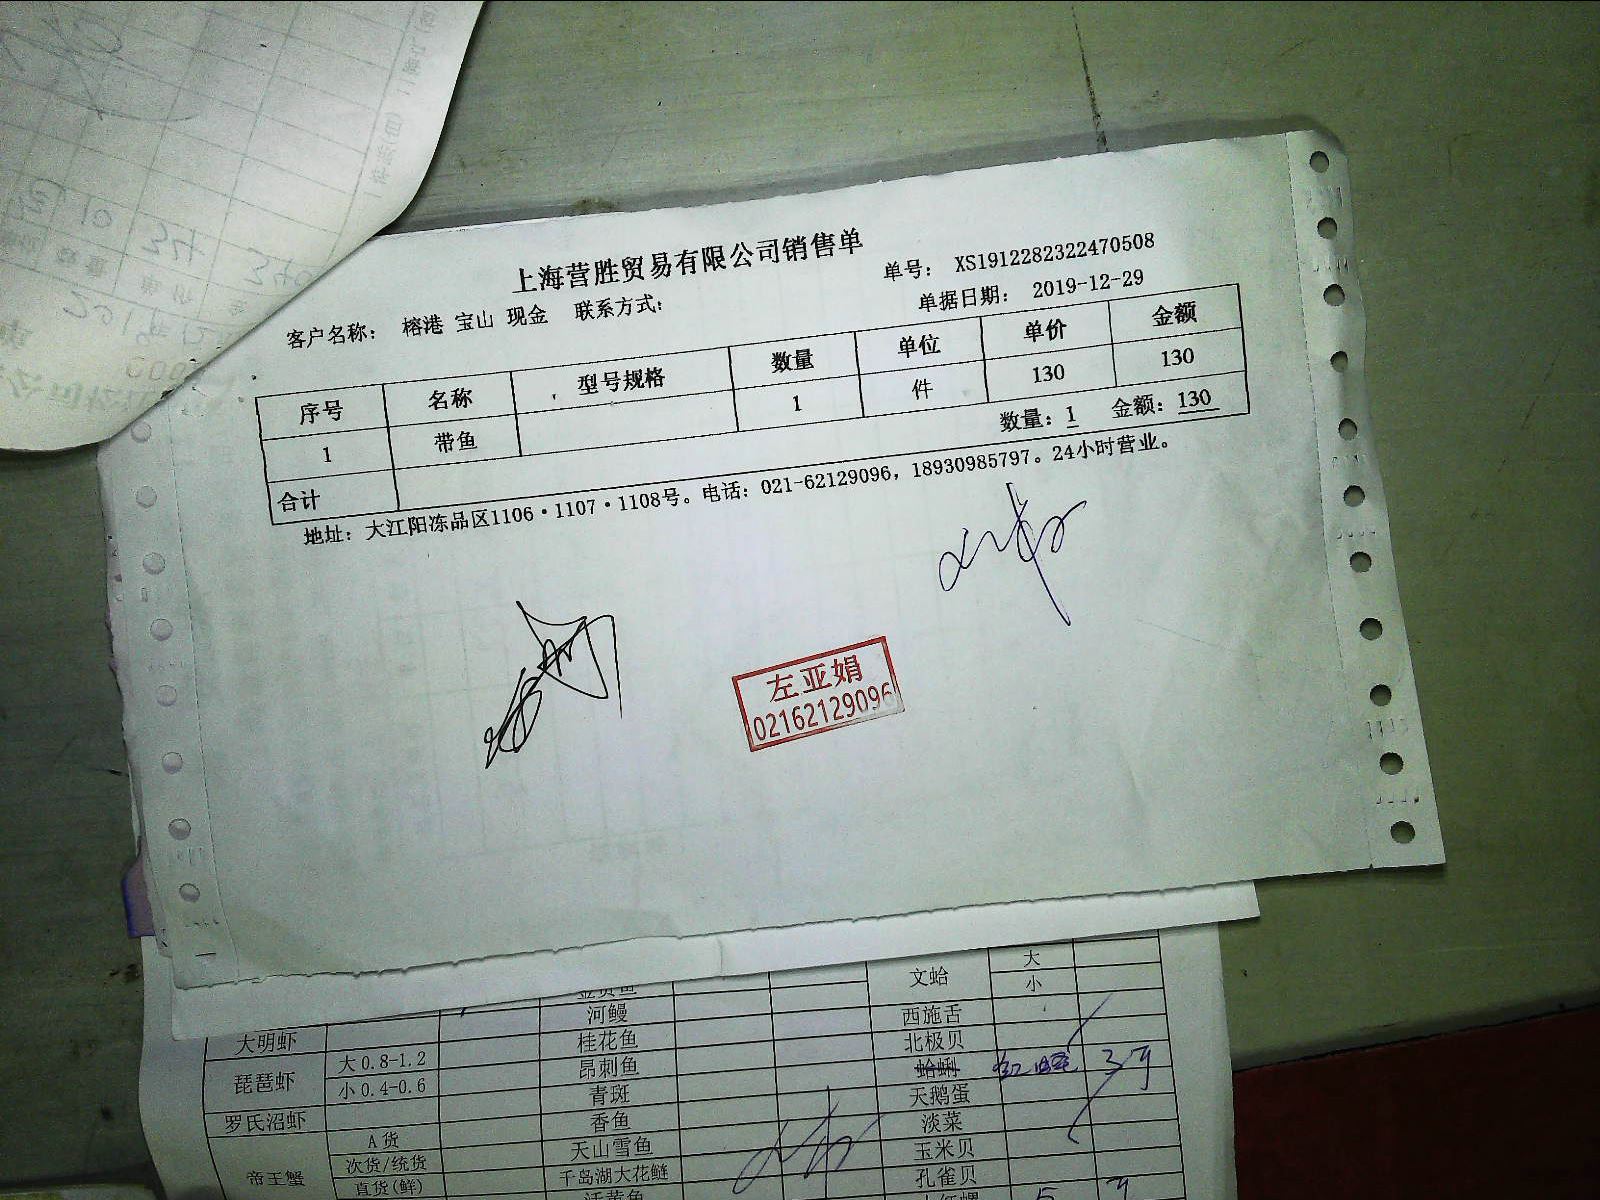 上海营胜贸易有限公司销售单
单号: XS1912282322470508
客户名称: 榕港 宝山 现金 联系方式:
单据日期: 2019-12-29
序号 名称 型号规格 数量 单位 单价 金额
1 带鱼 1 件 130 130
合计 数量:1 金额:130
地址: 大江阳冻品区1106·1107·1108号。电话: 021-62129096, 18930985797。24小时营业。
左亚娟
02162129096
文蛤 大
小
河鳗 西施舌
大明虾 桂花鱼 北极贝
琵琶虾 大0.8-1.2 昂刺鱼 蛤蜊
小0.4-0.6 青斑 天鹅蛋
罗氏沼虾 香鱼 淡菜
帝王蟹 A货 天山雪鱼 玉米贝
次货/统货 千岛湖大花鲢 孔雀贝
直货(鲜)